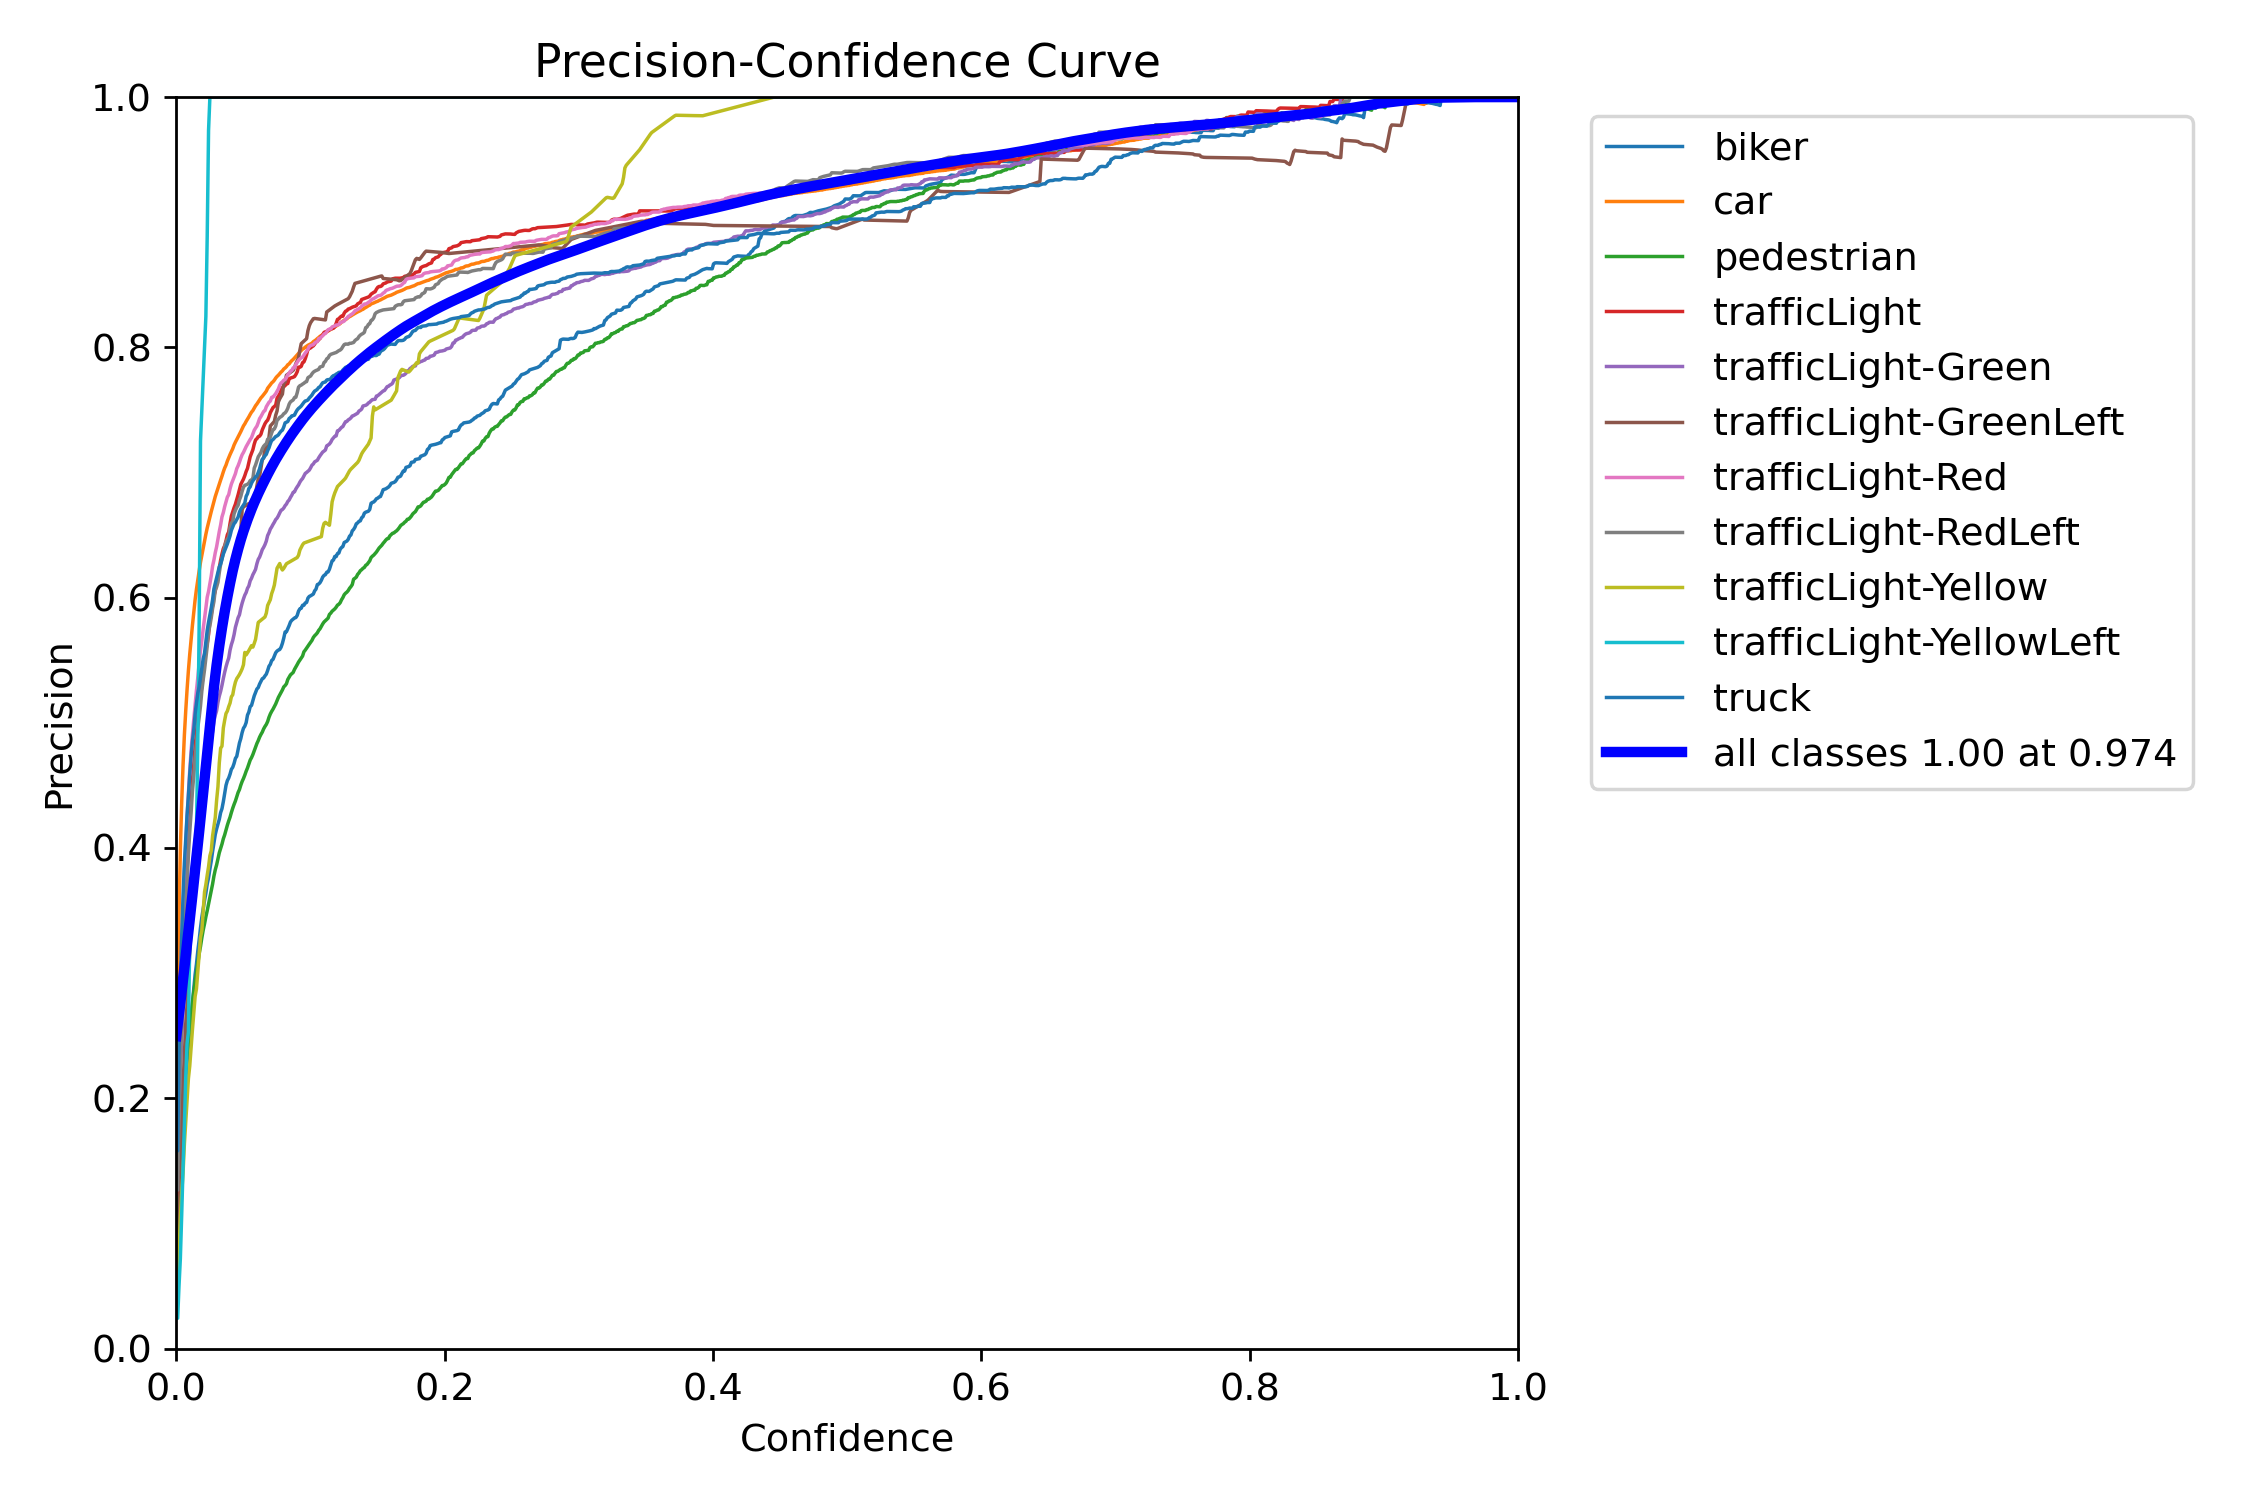 Precision-Confidence Curve
1.0
0.8
0.6
0.4
0.2
0.0
Precision
0.0 0.2 0.4 0.6 0.8 1.0
Confidence
biker
car
pedestrian
trafficLight
trafficLight-Green
trafficLight-GreenLeft
trafficLight-Red
trafficLight-RedLeft
trafficLight-Yellow
trafficLight-YellowLeft
truck
all classes 1.00 at 0.974